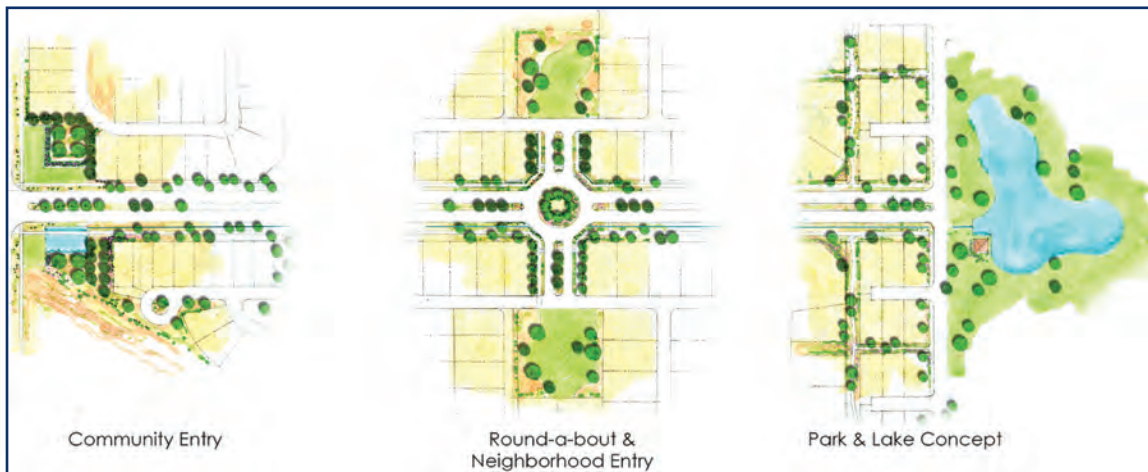 Community Entry
Round-a-bout &
Neighborhood Entry
Park & Lake Concept